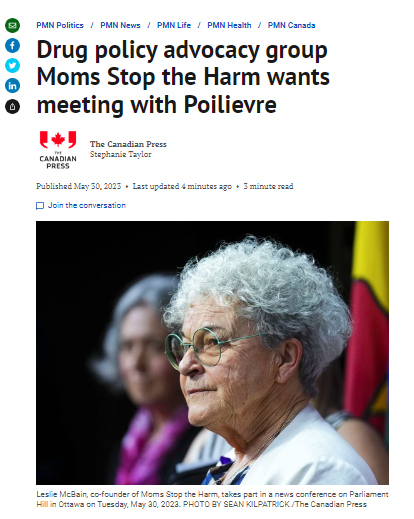 PMN Politics / PMN News / PMN Life / PMN Health / PMN Canada
Drug policy advocacy group
Moms Stop the Harm wants
meeting with Poilievre
THE
CANADIAN
PRESS
The Canadian Press
Stephanie Taylor
Published May 30, 2023 • Last updated 4 minutes ago • 3 minute read
Join the conversation
Leslie McBain, co-founder of Moms Stop the Harm, takes part in a news conference on Parliament
Hill in Ottawa on Tuesday, May 30, 2023. PHOTO BY SEAN KILPATRICK /The Canadian Press